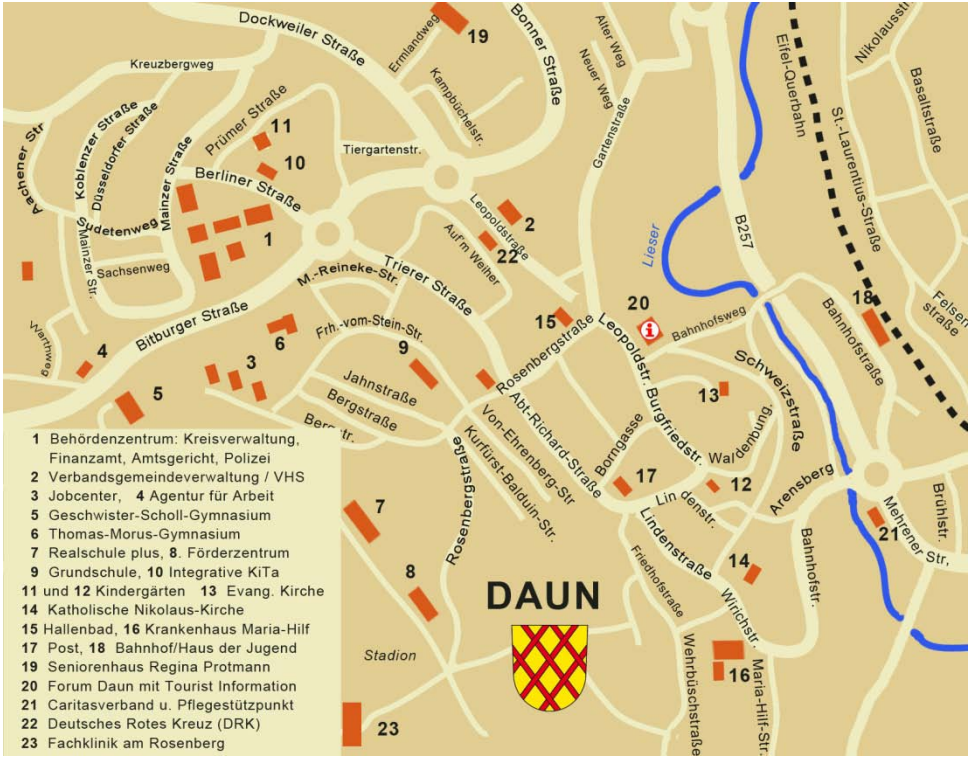 Dockweiler Straße
19
Bonner Straße
Alter Weg
Neuer Weg
Ermlandweg
Kampbüchelstr.
Kreuzbergweg
Nikolausstr
Eifel-Querbahn
Basaltstraße
St.-Laurentius-Straße
Aachener Str
Koblenzer Straße
Düsseldorfer Straße
Prümer Straße
11
10
Tiergartenstr.
Gartenstraße
Mainzer Straße
Berliner Straße
Sudetenweg
1
Mainzer Str.
Sachsenweg
Leopoldstraße
2
22
Auf'm Weiher
Lieser
B257
M.-Reineke-Str.
Trierer Straße
Bitburger Straße
Frh.-vom-Stein-Str.
Warthweg
4
5
3
6
9
15
20
Bahnhofsweg
18
Bahnhofstraße
Felsen
straße
Rosenbergstraße
Leopoldstr.
Burgfriedstr.
Schweizstraße
13
Jahnstraße
Bergstraße
Bergstr.
Abt-Richard-Straße
Von-Ehrenberg-Str
Kurfürst-Balduin-Str.
Rosenbergstraße
Borngasse
Waldenburg.
17
Lindenstr.
12
Arensberg
Mehrener Str,
Brühlstr.
21
Lindenstraße
Friedhofstraße
14
Bahnhofstr.
Wirichstr.
16
Wehrbüschstraße
Maria-Hilf-Str.
7
8
DAUN
Stadion
23
1 Behördenzentrum: Kreisverwaltung,
Finanzamt, Amtsgericht, Polizei
2 Verbandsgemeindeverwaltung / VHS
3 Jobcenter, 4 Agentur für Arbeit
5 Geschwister-Scholl-Gymnasium
6 Thomas-Morus-Gymnasium
7 Realschule plus, 8. Förderzentrum
9 Grundschule, 10 Integrative KiTa
11 und 12 Kindergärten 13 Evang. Kirche
14 Katholische Nikolaus-Kirche
15 Hallenbad, 16 Krankenhaus Maria-Hilf
17 Post, 18 Bahnhof/Haus der Jugend
19 Seniorenhaus Regina Protmann
20 Forum Daun mit Tourist Information
21 Caritasverband u. Pflegestützpunkt
22 Deutsches Rotes Kreuz (DRK)
23 Fachklinik am Rosenberg